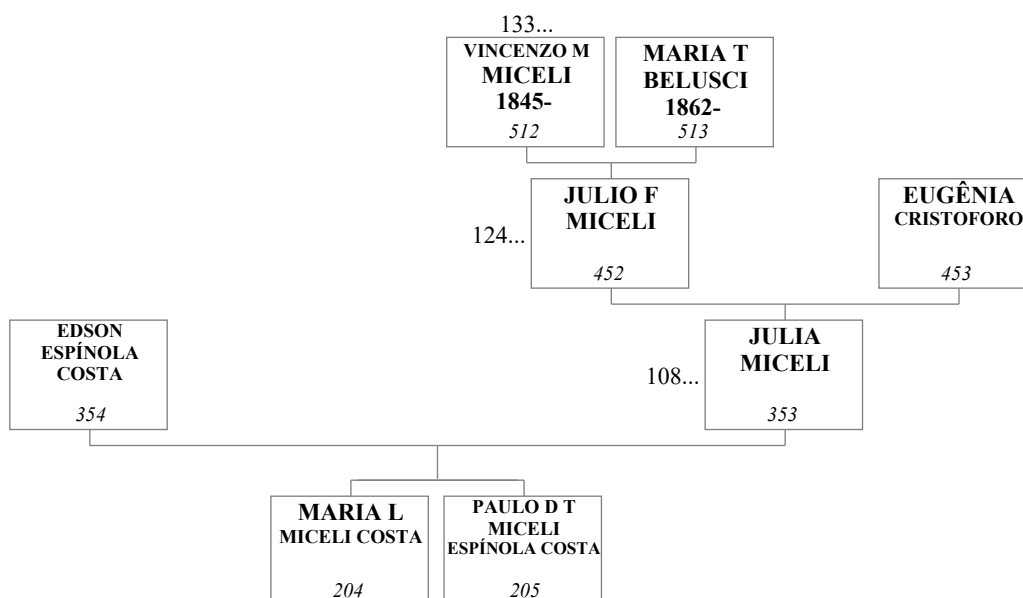 133...
VINCENZO M
MICELI
1845-
512
MARIA T
BELUSCI
1862-
513
124...
JULIO F
MICELI
452
EUGÊNIA
CRISTOFORO
453
EDSON
ESPÍNOLA
COSTA
354
108...
JULIA
MICELI
353
MARIA L
MICELI COSTA
204
PAULO D T
MICELI
ESPÍNOLA COSTA
205